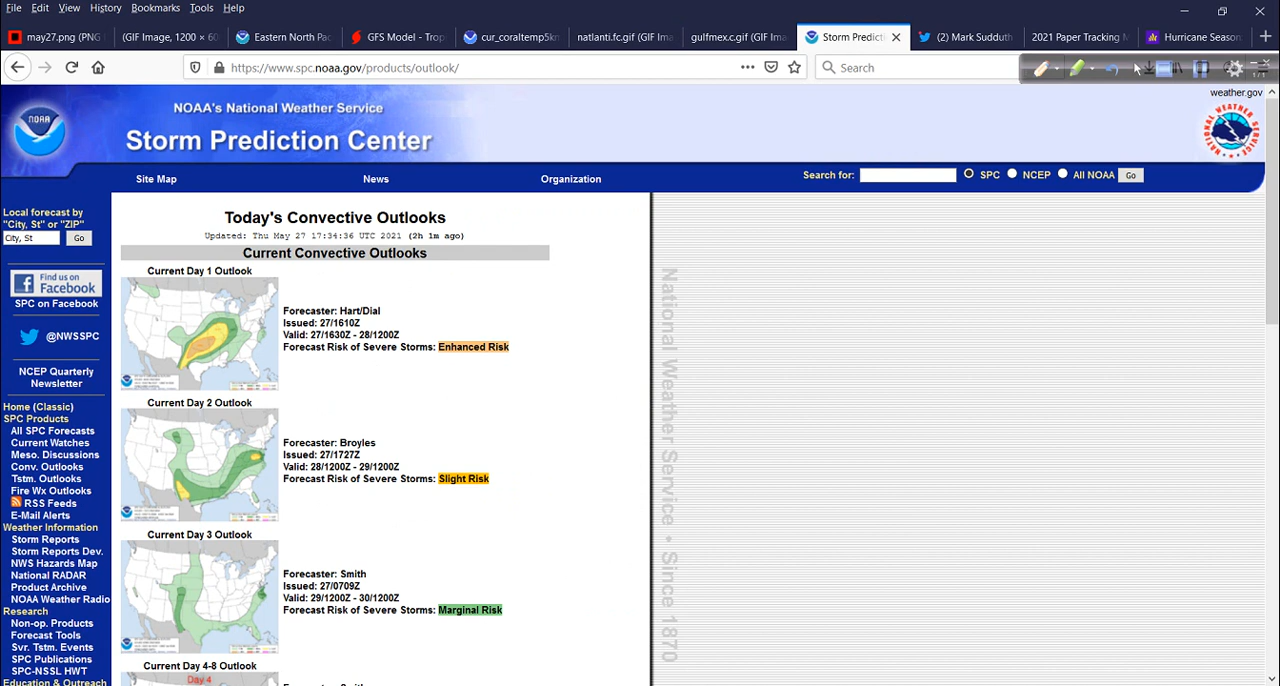 File Edit View History Bookmarks Tools Help
may27.png (PNG I
(GIF Image, 1200 × 60
Eastern North Pac
GFS Model - Trop
cur_coraltemp5km
natlanti.fc.gif (GIF Ima
gulfmex.c.gif (GIF Ima
Storm Predicti
(2) Mark Sudduth
2021 Paper Tracking M
Hurricane Season
https://www.spc.noaa.gov/products/outlook/
Search
1/1
weather.gov
NOAA
NOAA's National Weather Service
Storm Prediction Center
Site Map News Organization Search for: SPC NCEP All NOAA Go
Local forecast by
"City, St" or "ZIP"
City, St Go
Find us on
Facebook
SPC on Facebook
@NWSSPC
NCEP Quarterly
Newsletter
Home (Classic)
SPC Products
All SPC Forecasts
Current Watches
Meso. Discussions
Conv. Outlooks
Tstm. Outlooks
Fire Wx Outlooks
RSS Feeds
E-Mail Alerts
Weather Information
Storm Reports
Storm Reports Dev.
NWS Hazards Map
National RADAR
Product Archive
NOAA Weather Radio
Research
Non-op. Products
Forecast Tools
Svr. Tstm. Events
SPC Publications
SPC-NSSL HWT
Education & Outreach
Today's Convective Outlooks
Updated: Thu May 27 17:34:36 UTC 2021 (2h 1m ago)
Current Convective Outlooks
Current Day 1 Outlook
Forecaster: Hart/Dial
Issued: 27/1610Z
Valid: 27/1630Z - 28/1200Z
Forecast Risk of Severe Storms: Enhanced Risk
Current Day 2 Outlook
Forecaster: Broyles
Issued: 27/1727Z
Valid: 28/1200Z - 29/1200Z
Forecast Risk of Severe Storms: Slight Risk
Current Day 3 Outlook
Forecaster: Smith
Issued: 27/0709Z
Valid: 29/1200Z - 30/1200Z
Forecast Risk of Severe Storms: Marginal Risk
Current Day 4-8 Outlook
Day 4
National Weather Service • Since 1870